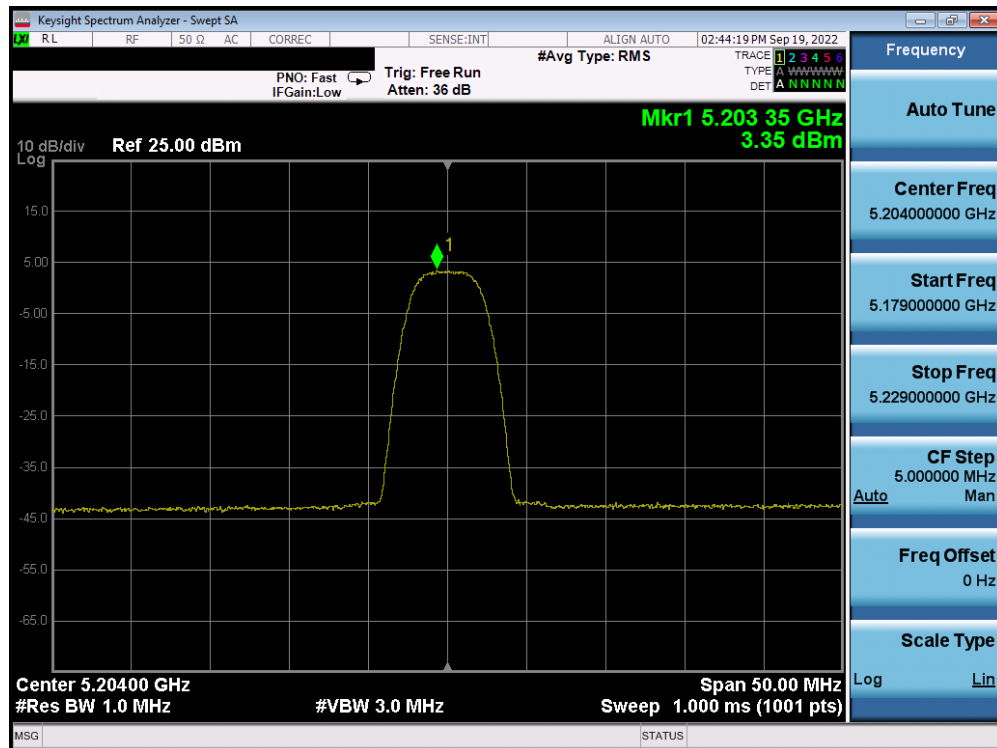 Keysight Spectrum Analyzer - Swept SA
LXI RL RF 50 Ω AC CORREC SENSE:INT ALIGN AUTO 02:44:19 PM Sep 19, 2022
#Avg Type: RMS
TRACE 1 2 3 4 5 6
TYPE A WWWWW
DET A N N N N N
PNO: Fast
IFGain:Low
Trig: Free Run
Atten: 36 dB
Mkr1 5.203 35 GHz
3.35 dBm
10 dB/div Ref 25.00 dBm
Log
15.0
5.00
-5.00
-15.0
-25.0
-35.0
-45.0
-55.0
-65.0
1
Center 5.20400 GHz Span 50.00 MHz
#Res BW 1.0 MHz #VBW 3.0 MHz Sweep 1.000 ms (1001 pts)
MSG STATUS
Frequency
Auto Tune
Center Freq
5.204000000 GHz
Start Freq
5.179000000 GHz
Stop Freq
5.229000000 GHz
CF Step
5.000000 MHz
Auto Man
Freq Offset
0 Hz
Scale Type
Log Lin